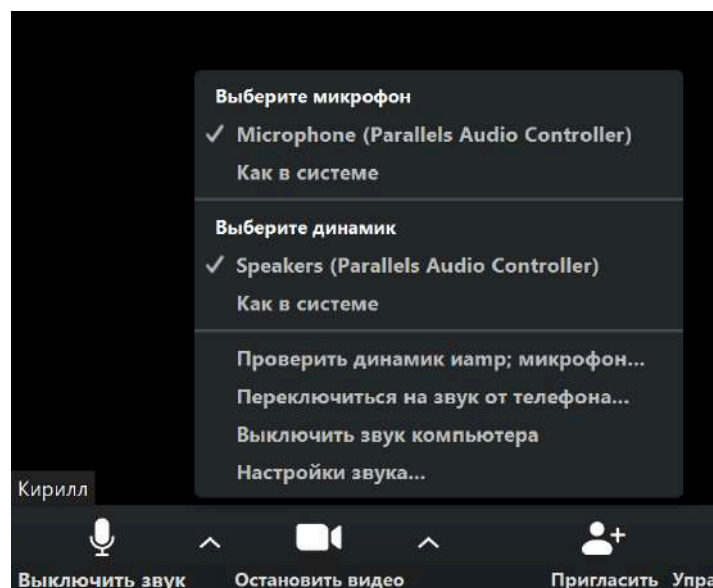 Выберите микрофон
✓ Microphone (Parallels Audio Controller)
Как в системе
Выберите динамик
✓ Speakers (Parallels Audio Controller)
Как в системе
Проверить динамик иamp; микрофон...
Переключиться на звук от телефона...
Выключить звук компьютера
Настройки звука...
Кирилл
Выключить звук Остановить видео Пригласить Упра